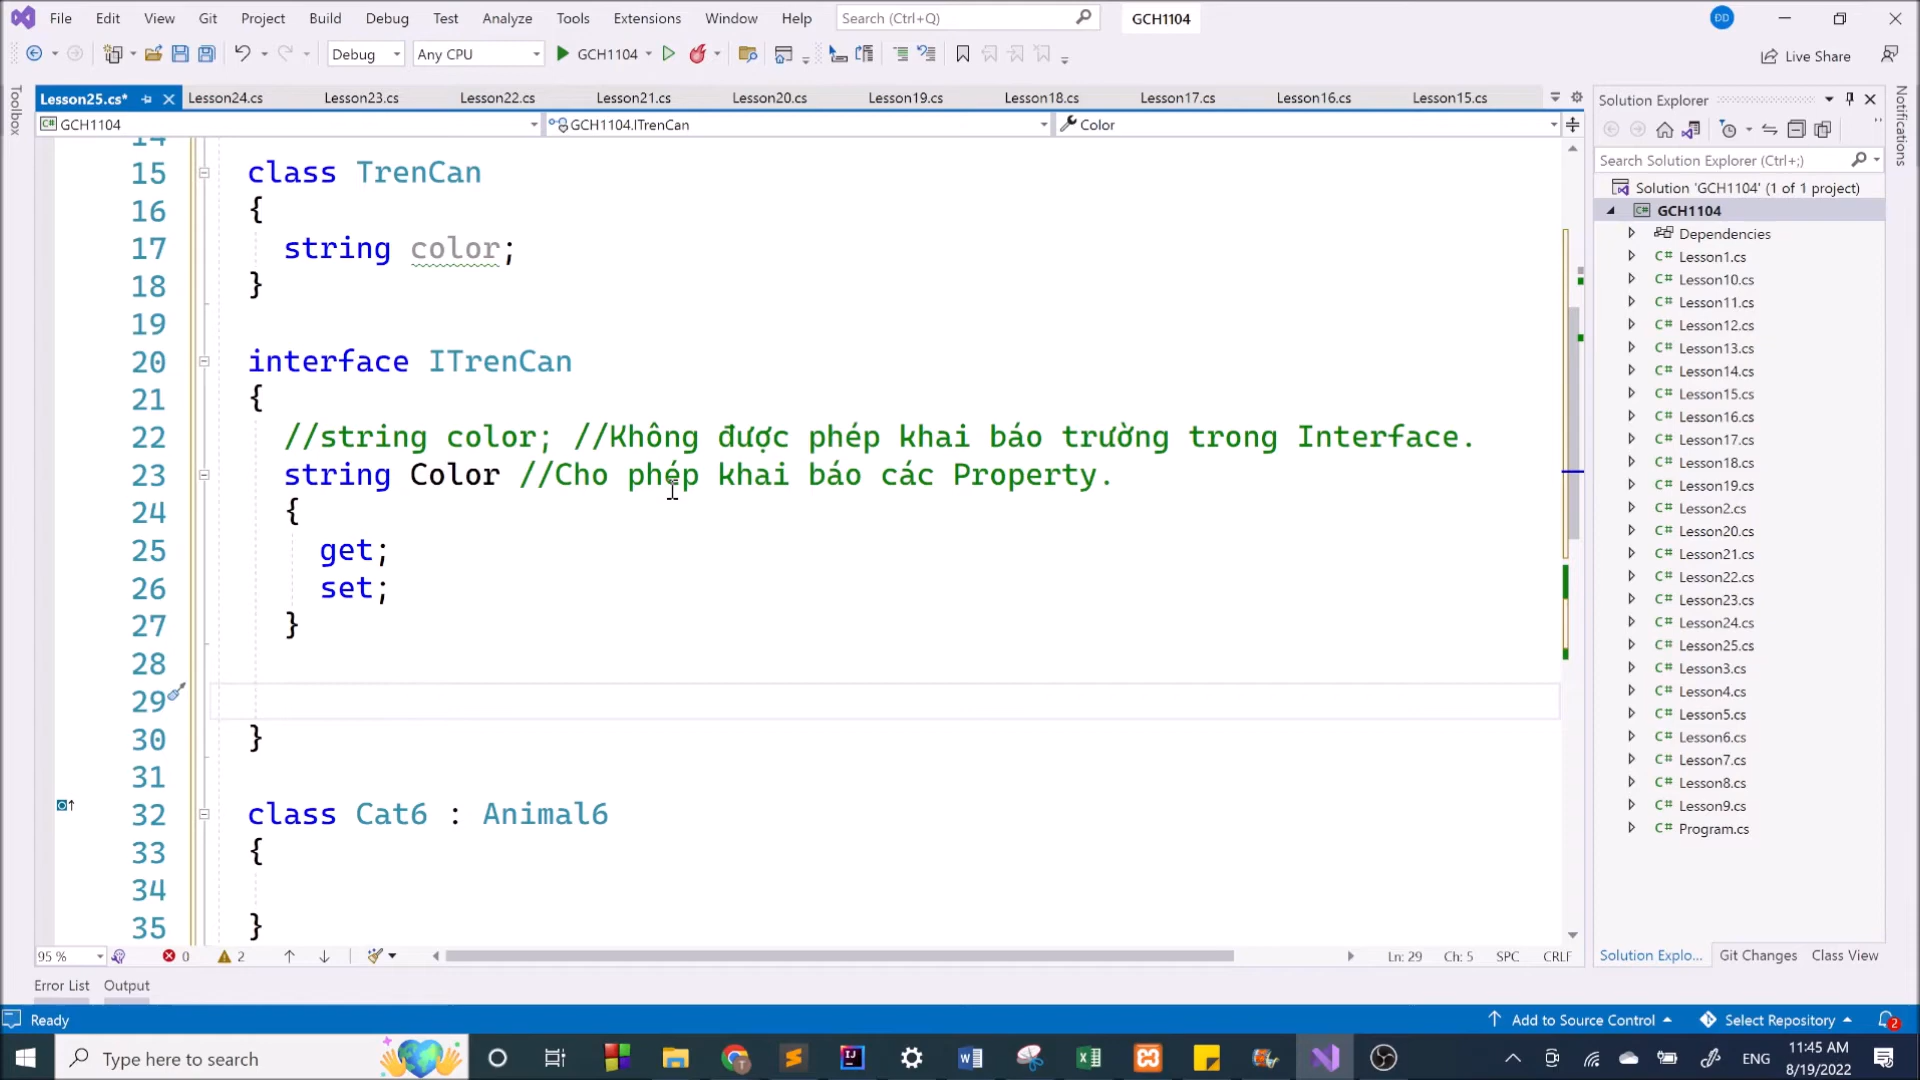 File Edit View Git Project Build Debug Test Analyze Tools Extensions Window Help Search (Ctrl+Q) GCH1104 ĐD
Debug Any CPU GCH1104 Live Share
Toolbox
Lesson25.cs* Lesson24.cs Lesson23.cs Lesson22.cs Lesson21.cs Lesson20.cs Lesson19.cs Lesson18.cs Lesson17.cs Lesson16.cs Lesson15.cs
GCH1104 GCH1104.ITrenCan Color
14
15 class TrenCan
16 {
17 string color;
18 }
19
20 interface ITrenCan
21 {
22 //string color; //Không được phép khai báo trường trong Interface.
23 string Color //Cho phép khai báo các Property.
24 {
25 get;
26 set;
27 }
28
29
30 }
31
32 class Cat6 : Animal6
33 {
34
35 }
95 % 0 2 Ln: 29 Ch: 5 SPC CRLF
Error List Output
Solution Explorer
Search Solution Explorer (Ctrl+;)
Solution 'GCH1104' (1 of 1 project)
GCH1104
Dependencies
C# Lesson1.cs
C# Lesson10.cs
C# Lesson11.cs
C# Lesson12.cs
C# Lesson13.cs
C# Lesson14.cs
C# Lesson15.cs
C# Lesson16.cs
C# Lesson17.cs
C# Lesson18.cs
C# Lesson19.cs
C# Lesson2.cs
C# Lesson20.cs
C# Lesson21.cs
C# Lesson22.cs
C# Lesson23.cs
C# Lesson24.cs
C# Lesson25.cs
C# Lesson3.cs
C# Lesson4.cs
C# Lesson5.cs
C# Lesson6.cs
C# Lesson7.cs
C# Lesson8.cs
C# Lesson9.cs
C# Program.cs
Solution Explo... Git Changes Class View
Notifications
Ready Add to Source Control Select Repository 2
Type here to search ENG 11:45 AM
8/19/2022